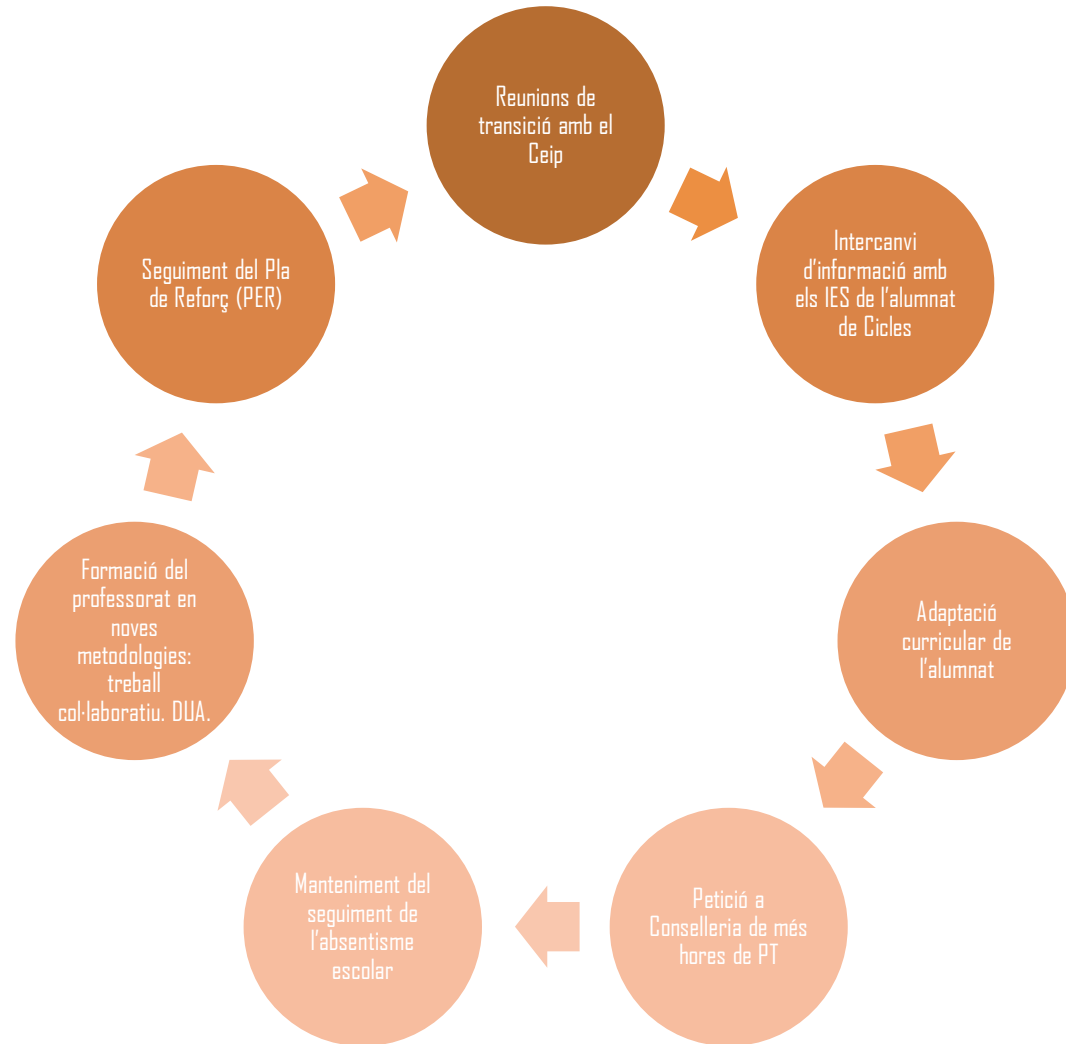 Reunions de
transició amb el
Ceip
Intercanvi
d'informació amb
els IES de l'alumnat
de Cicles
Adaptació
curricular de
l'alumnat
Petició a
Conselleria de més
hores de PT
Manteniment del
seguiment de
l'absentisme
escolar
Formació del
professorat en
noves
metodologies:
treball
col·laboratiu. DUA.
Seguiment del Pla
de Reforç (PER)